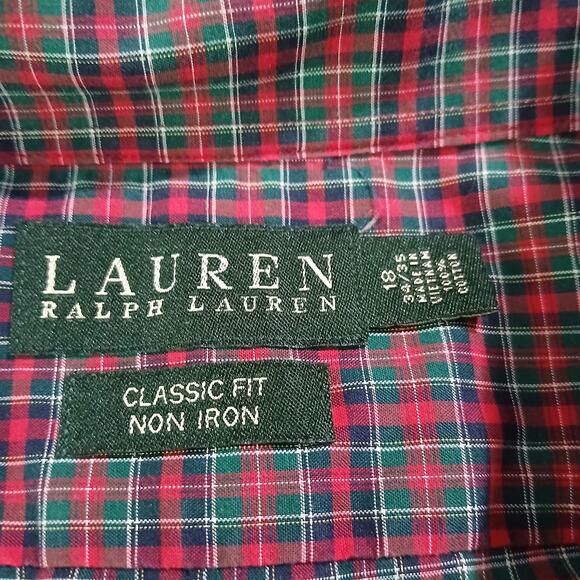 LAUREN
RALPH LAUREN
18
34/35
MADE IN
VIETNAM
100%
COTTON
CLASSIC FIT
NON IRON